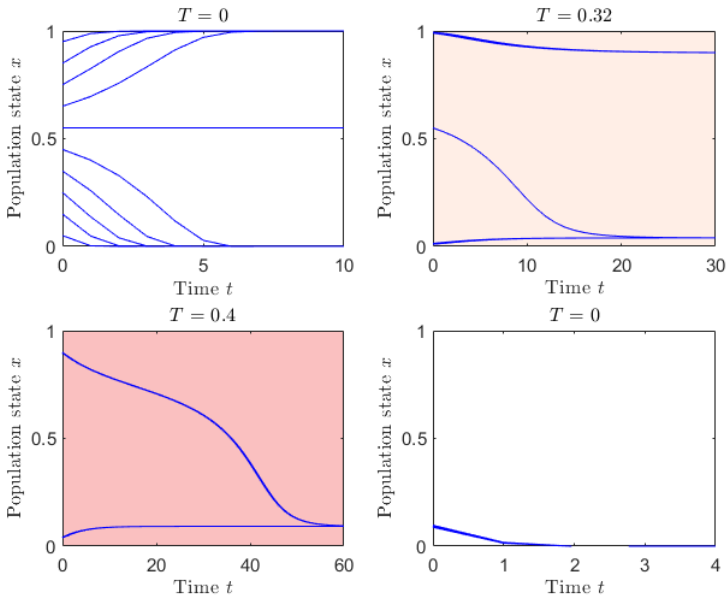 T = 0
1
0.5
0
0 5 10
Population state x
Time t
T = 0.32
1
0.5
0
0 10 20 30
Population state x
Time t
T = 0.4
1
0.5
0
0 20 40 60
Population state x
Time t
T = 0
1
0.5
0
0 1 2 3 4
Population state x
Time t